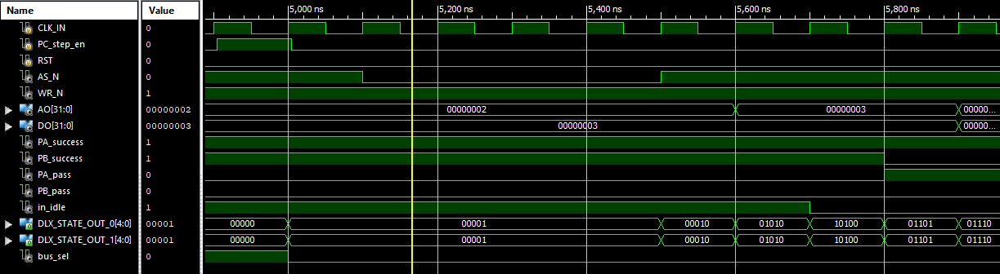 Name Value 5,000 ns 5,200 ns 5,400 ns 5,600 ns 5,800 ns
CLK_IN 0
PC_step_en 0
RST 0
AS_N 0
WR_N 1
AO[31:0] 00000002 00000002 00000003 00000...
DO[31:0] 00000003 00000003 00000...
PA_success 1
PB_success 1
PA_pass 0
PB_pass 0
in_idle 1
DLX_STATE_OUT_0[4:0] 00001 00000 00001 00010 01010 10100 01101 01110
DLX_STATE_OUT_1[4:0] 00001 00000 00001 00010 01010 10100 01101 01110
bus_sel 0